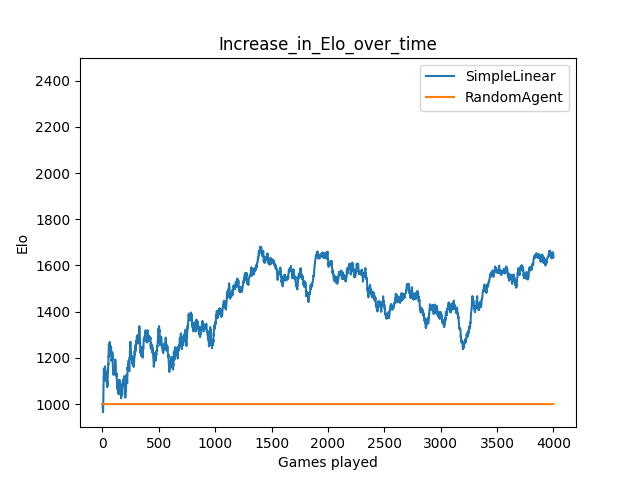 Increase_in_Elo_over_time
SimpleLinear
RandomAgent
2400
2200
2000
1800
1600
1400
1200
1000
Elo
0 500 1000 1500 2000 2500 3000 3500 4000
Games played